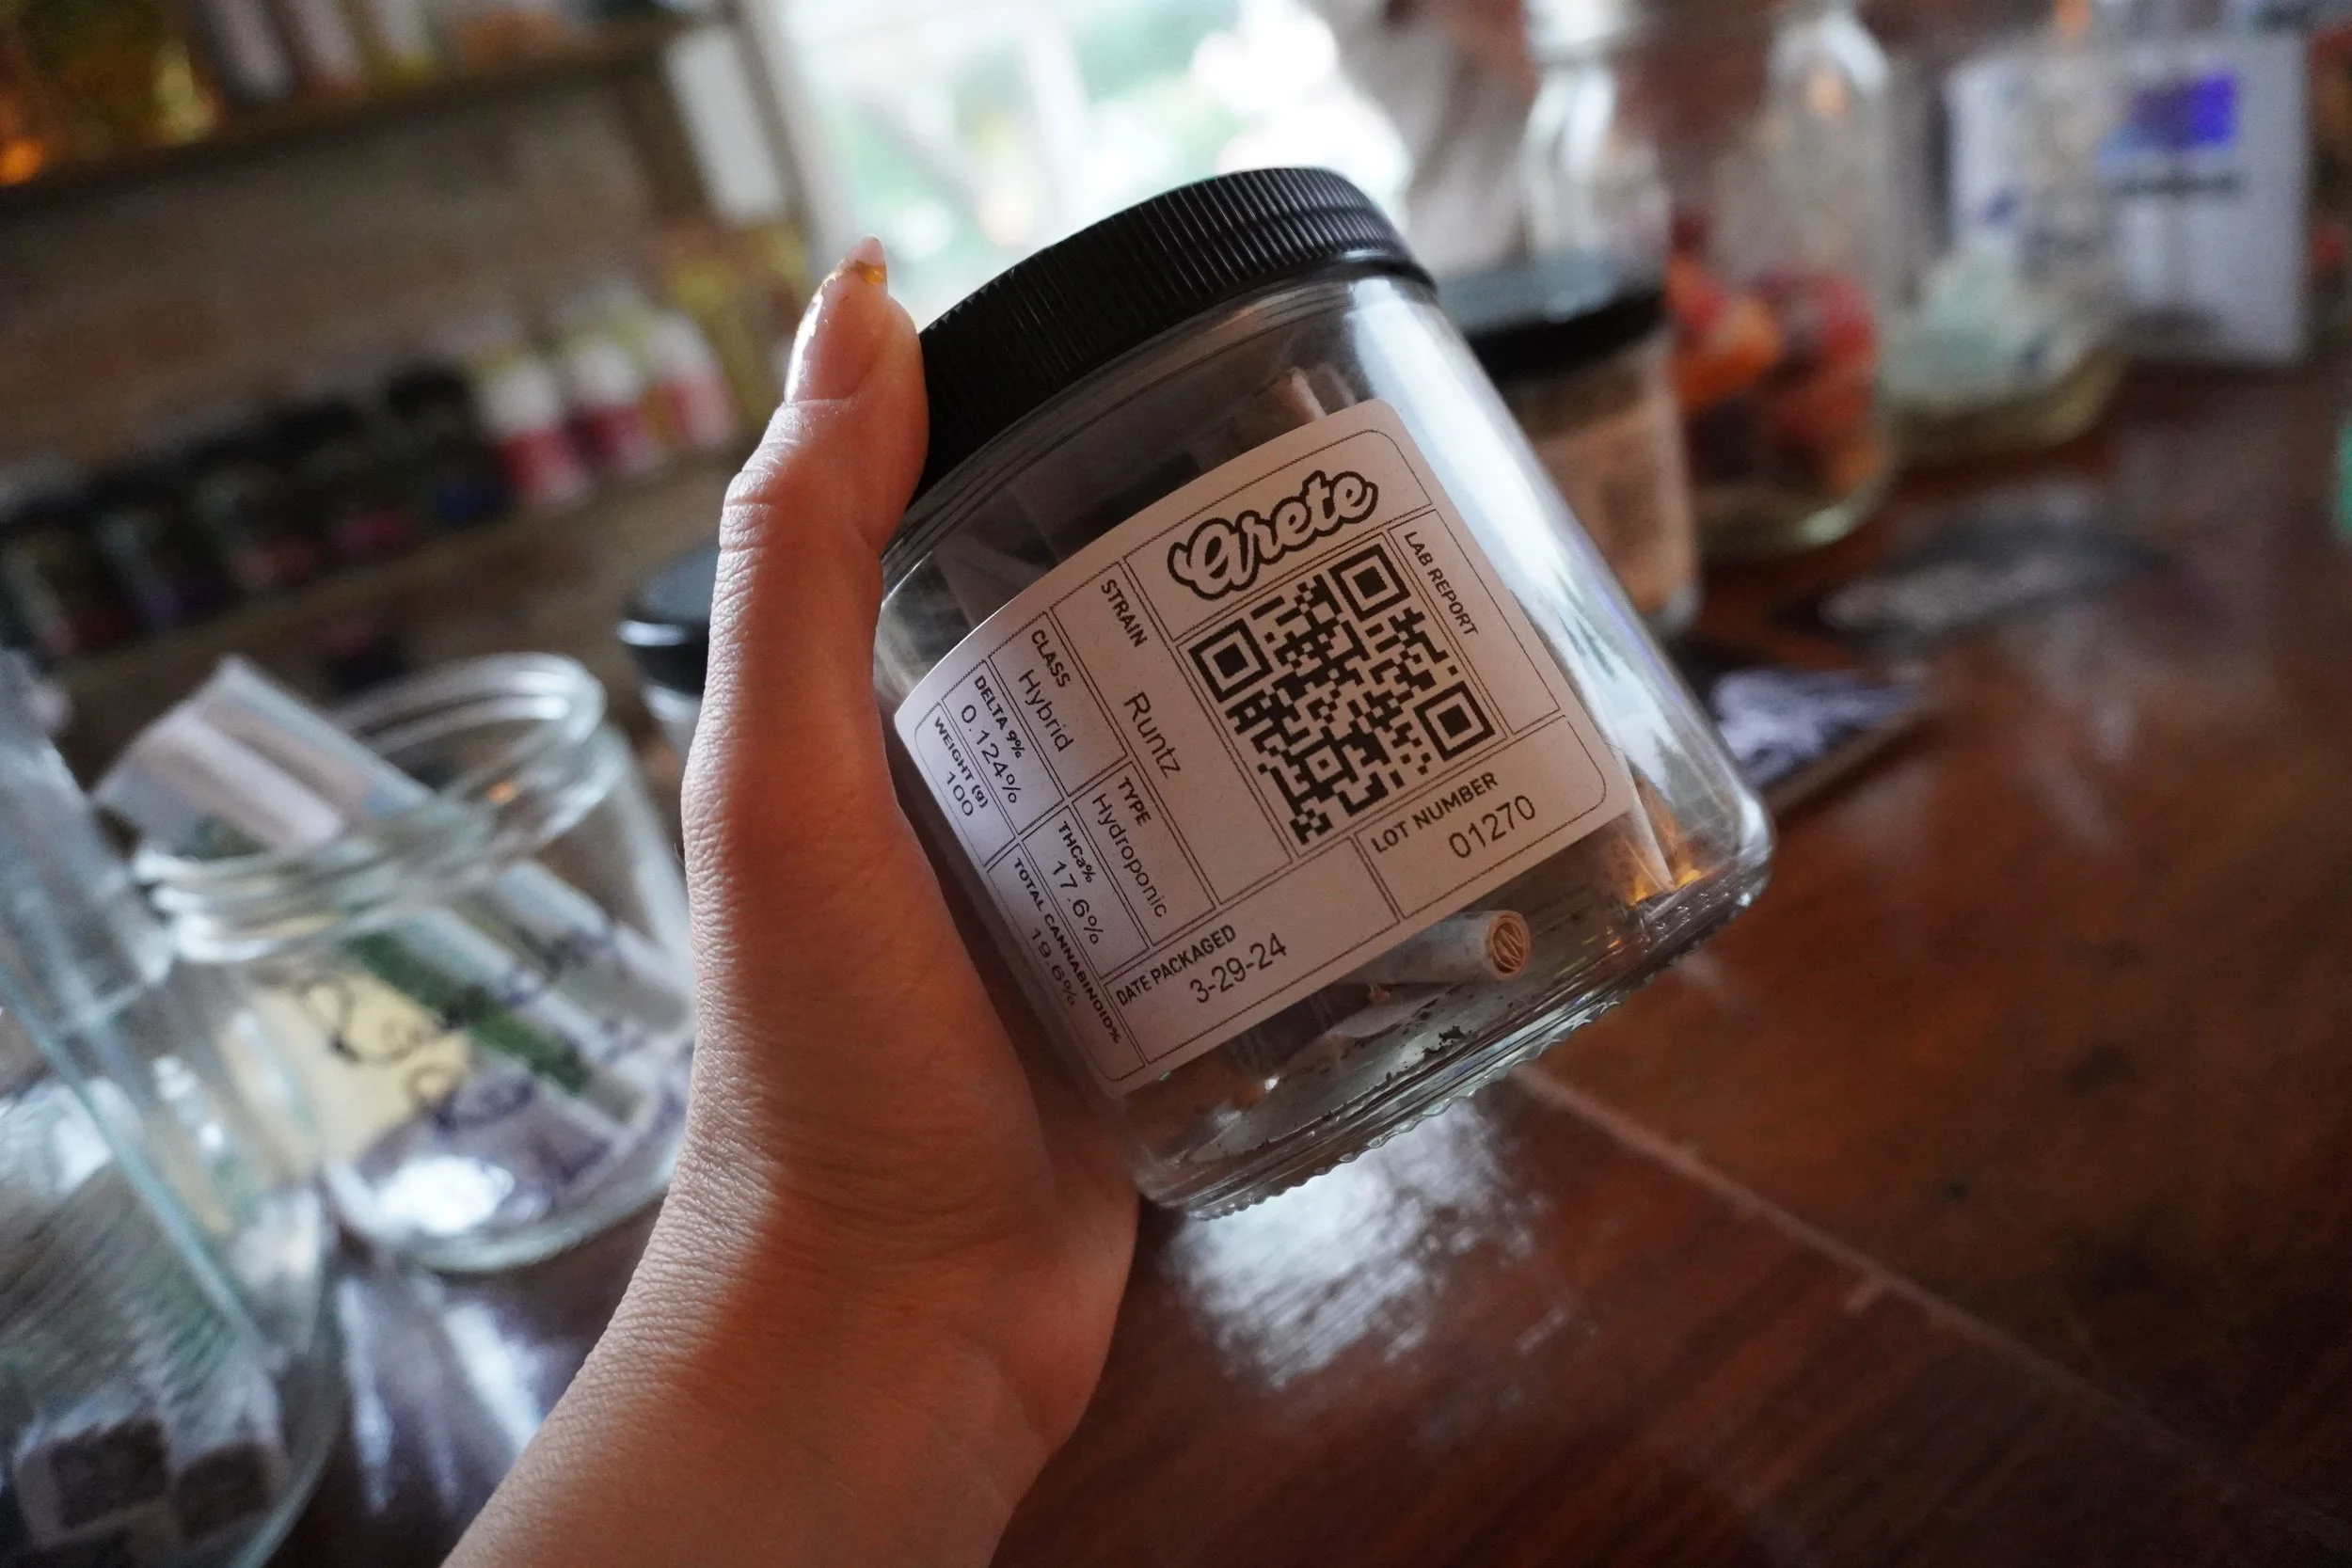 Arete
LAB REPORT
STRAIN
Runtz
CLASS
Hybrid
TYPE
Hydroponic
DELTA 9%
0.124%
THCa%
17.6%
WEIGHT (g)
100
TOTAL CANNABINOID%
19.6%
DATE PACKAGED
3-29-24
LOT NUMBER
01270